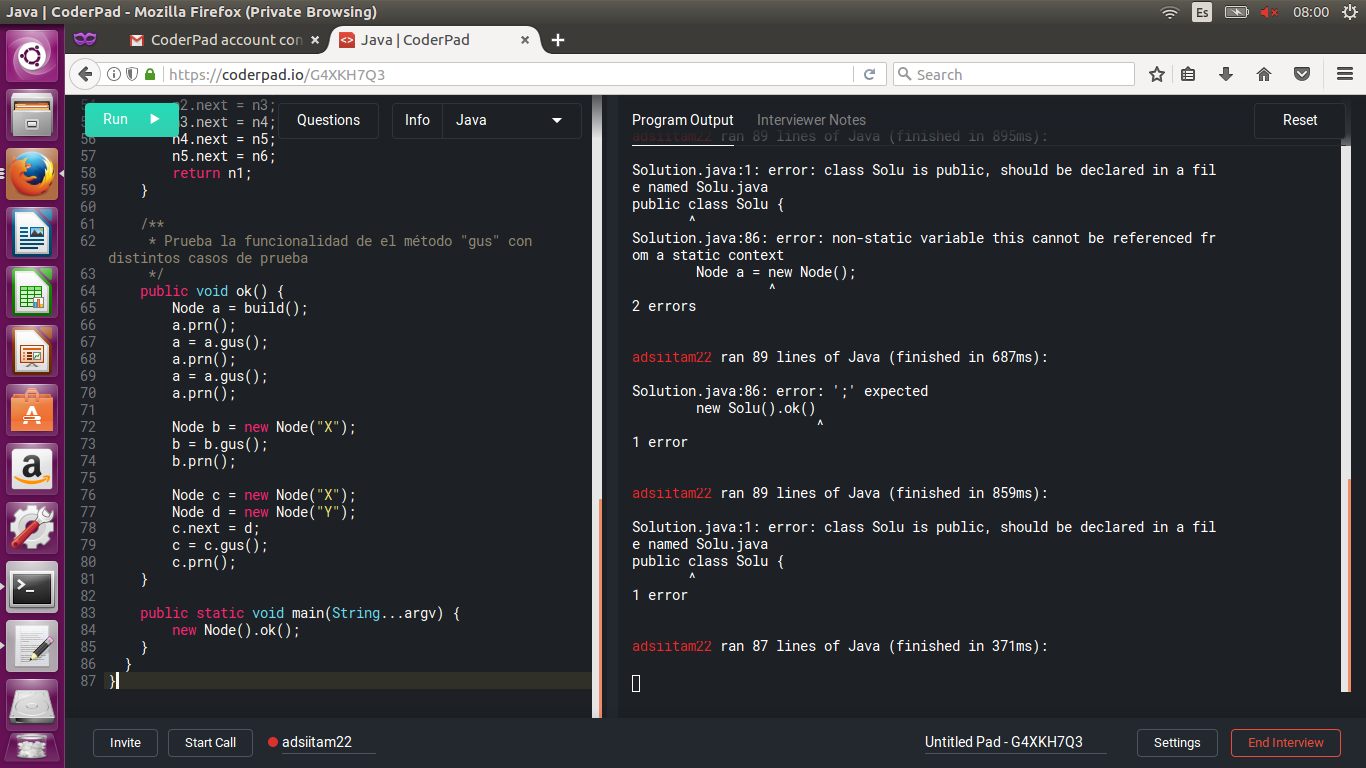 Java | CoderPad - Mozilla Firefox (Private Browsing)
Es
08:00
CoderPad account con
Java | CoderPad
https://coderpad.io/G4XKH7Q3
Search
Run
Questions
Info
Java
54 n2.next = n3;
n3.next = n4;
56 n4.next = n5;
57 n5.next = n6;
58 return n1;
59 }
60
61 /**
62 * Prueba la funcionalidad de el método "gus" con
distintos casos de prueba
63 */
64 public void ok() {
65 Node a = build();
66 a.prn();
67 a = a.gus();
68 a.prn();
69 a = a.gus();
70 a.prn();
71
72 Node b = new Node("X");
73 b = b.gus();
74 b.prn();
75
76 Node c = new Node("X");
77 Node d = new Node("Y");
78 c.next = d;
79 c = c.gus();
80 c.prn();
81 }
82
83 public static void main(String...argv) {
84 new Node().ok();
85 }
86 }
87 }
Program Output
Interviewer Notes
Reset
adsiitam22 ran 89 lines of Java (finished in 895ms):
Solution.java:1: error: class Solu is public, should be declared in a fil
e named Solu.java
public class Solu {
^
Solution.java:86: error: non-static variable this cannot be referenced fr
om a static context
Node a = new Node();
^
2 errors
adsiitam22 ran 89 lines of Java (finished in 687ms):
Solution.java:86: error: ';' expected
new Solu().ok()
^
1 error
adsiitam22 ran 89 lines of Java (finished in 859ms):
Solution.java:1: error: class Solu is public, should be declared in a fil
e named Solu.java
public class Solu {
^
1 error
adsiitam22 ran 87 lines of Java (finished in 371ms):
Invite
Start Call
adsiitam22
Untitled Pad - G4XKH7Q3
Settings
End Interview